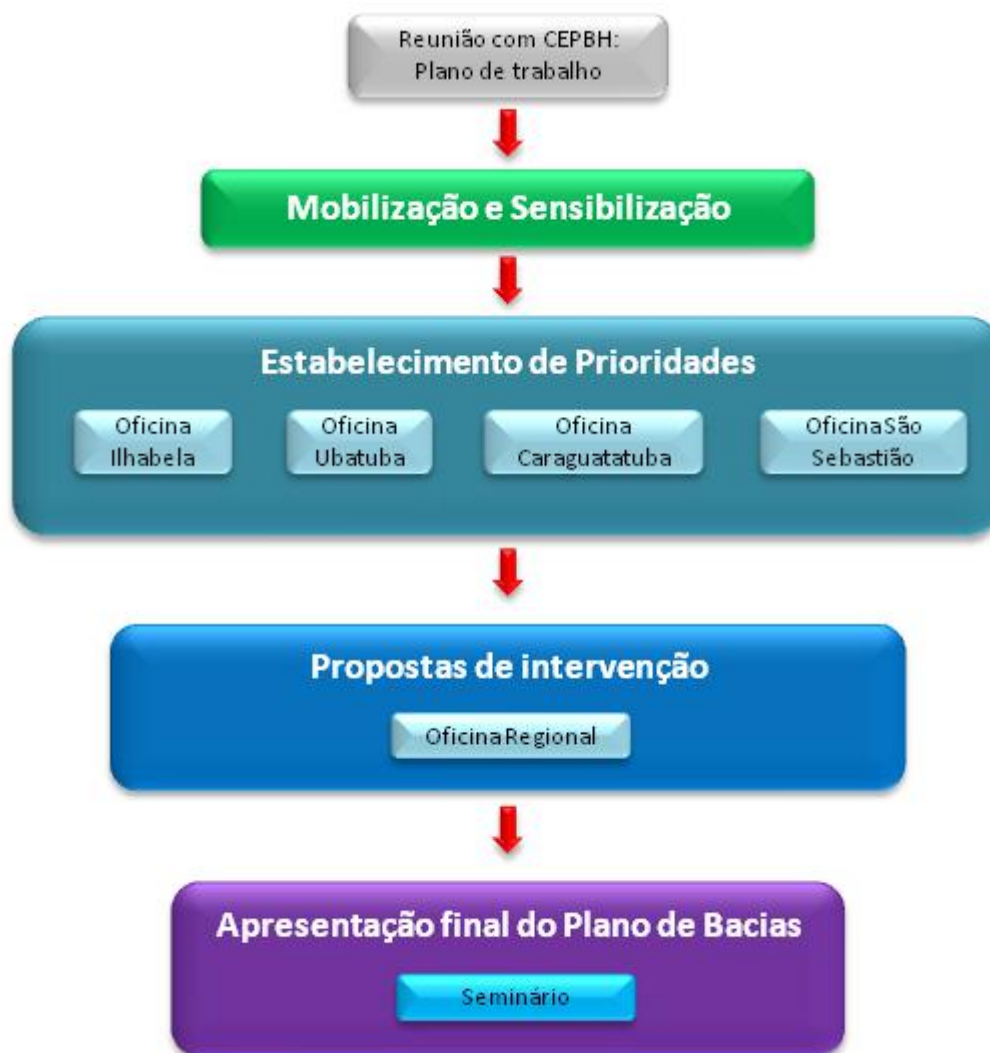 Reunião com CEPBH:
Plano de trabalho
Mobilização e Sensibilização
Estabelecimento de Prioridades
Oficina
Ilhabela
Oficina
Ubatuba
Oficina
Caraguatatuba
Oficina São
Sebastião
Propostas de intervenção
Oficina Regional
Apresentação final do Plano de Bacias
Seminário